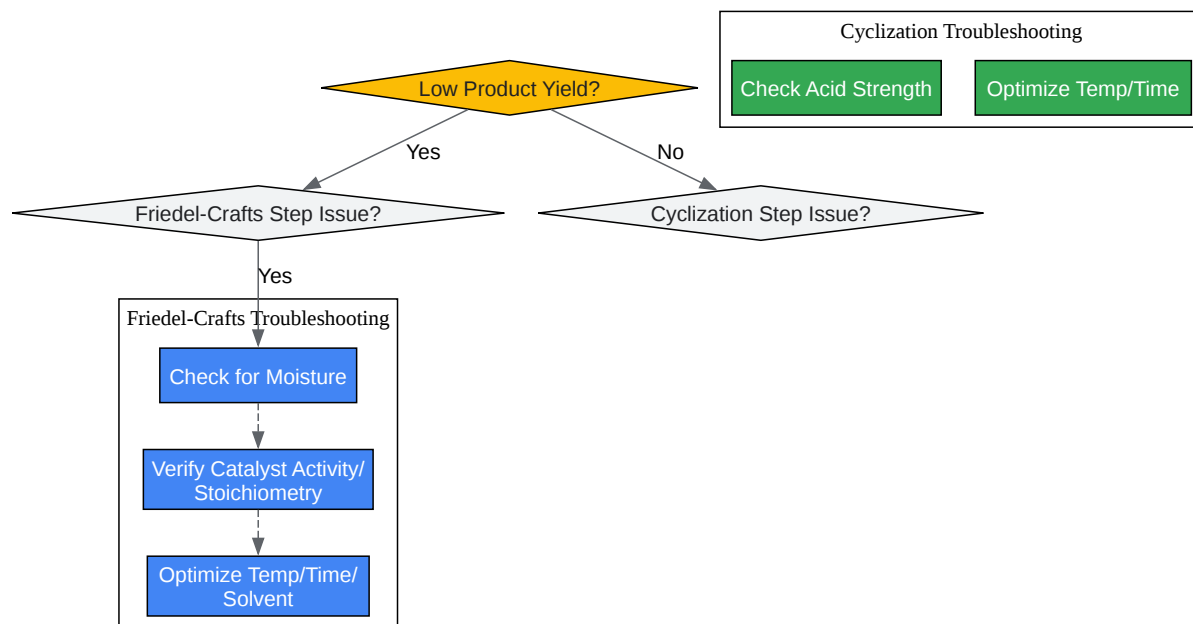 Cyclization Troubleshooting
Low Product Yield?
Check Acid Strength
Optimize Temp/Time
Yes
No
Friedel-Crafts Step Issue?
Cyclization Step Issue?
Yes
Friedel-Crafts Troubleshooting
Check for Moisture
Verify Catalyst Activity/
Stoichiometry
Optimize Temp/Time/
Solvent